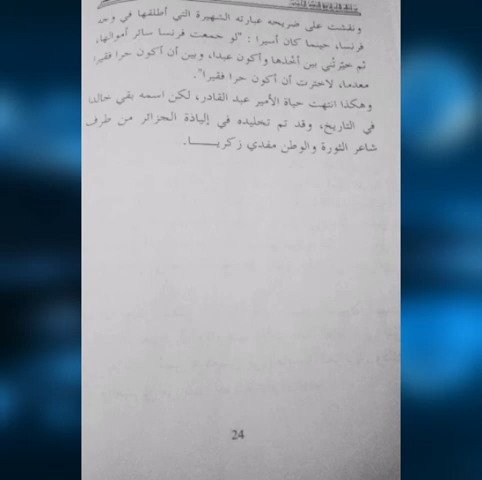 ونقشت على ضريحه عبارته الشهيرة التي أطلقها في وجه
فرنسا، حينما كان أسيرا : "لو جمعت فرنسا سائر أموالها،
ثم خيّرتني بين أخذها وأكون عبدا، وبين أن أكون حرا فقيرا
معدما، لاخترت أن أكون حرا فقيرا".
وهكذا انتهت حياة الأمير عبد القادر، لكن اسمه بقي خالدا
في التاريخ، وقد تم تخليده في إلياذة الجزائر من طرف
شاعر الثورة والوطن مفدي زكريـــــا.
24